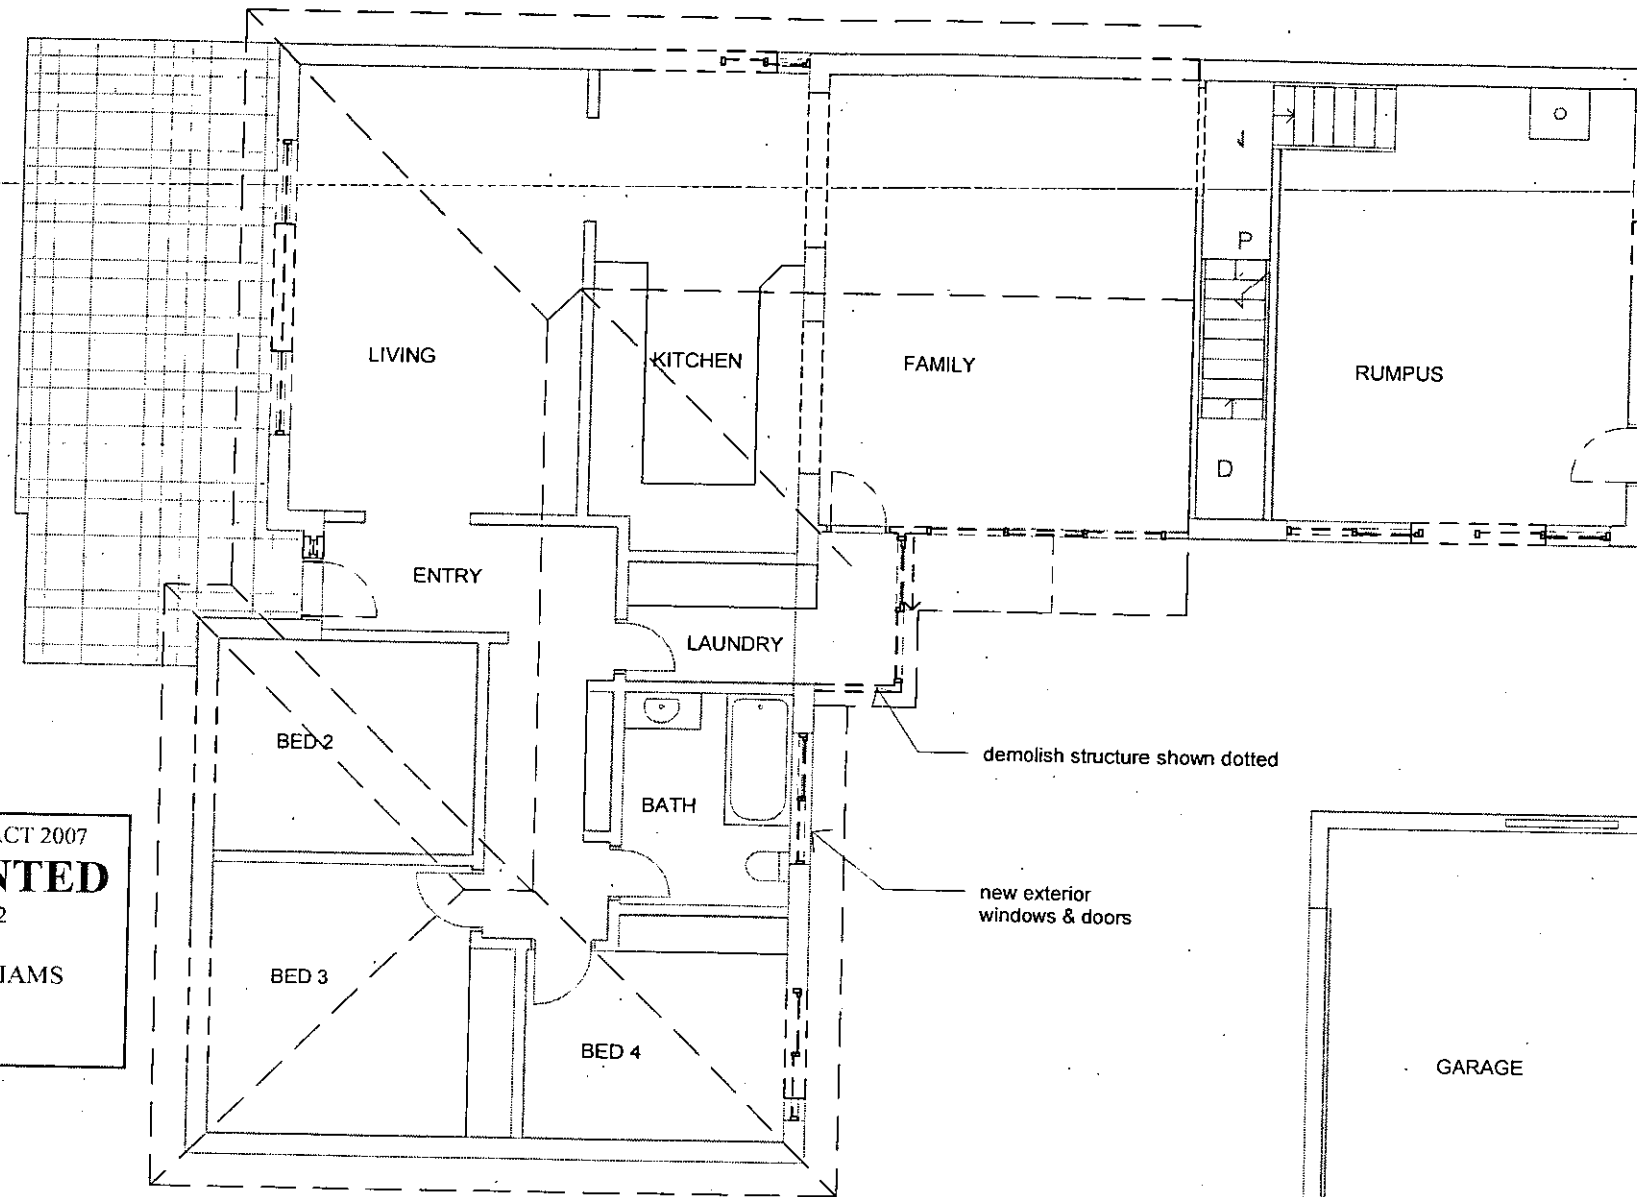 P
LIVING
KITCHEN
FAMILY
RUMPUS
D
ENTRY
LAUNDRY
BED 2
demolish structure shown dotted
BATH
ACT 2007
NTED
2
IAMS
new exterior
windows & doors
BED 3
BED 4
GARAGE